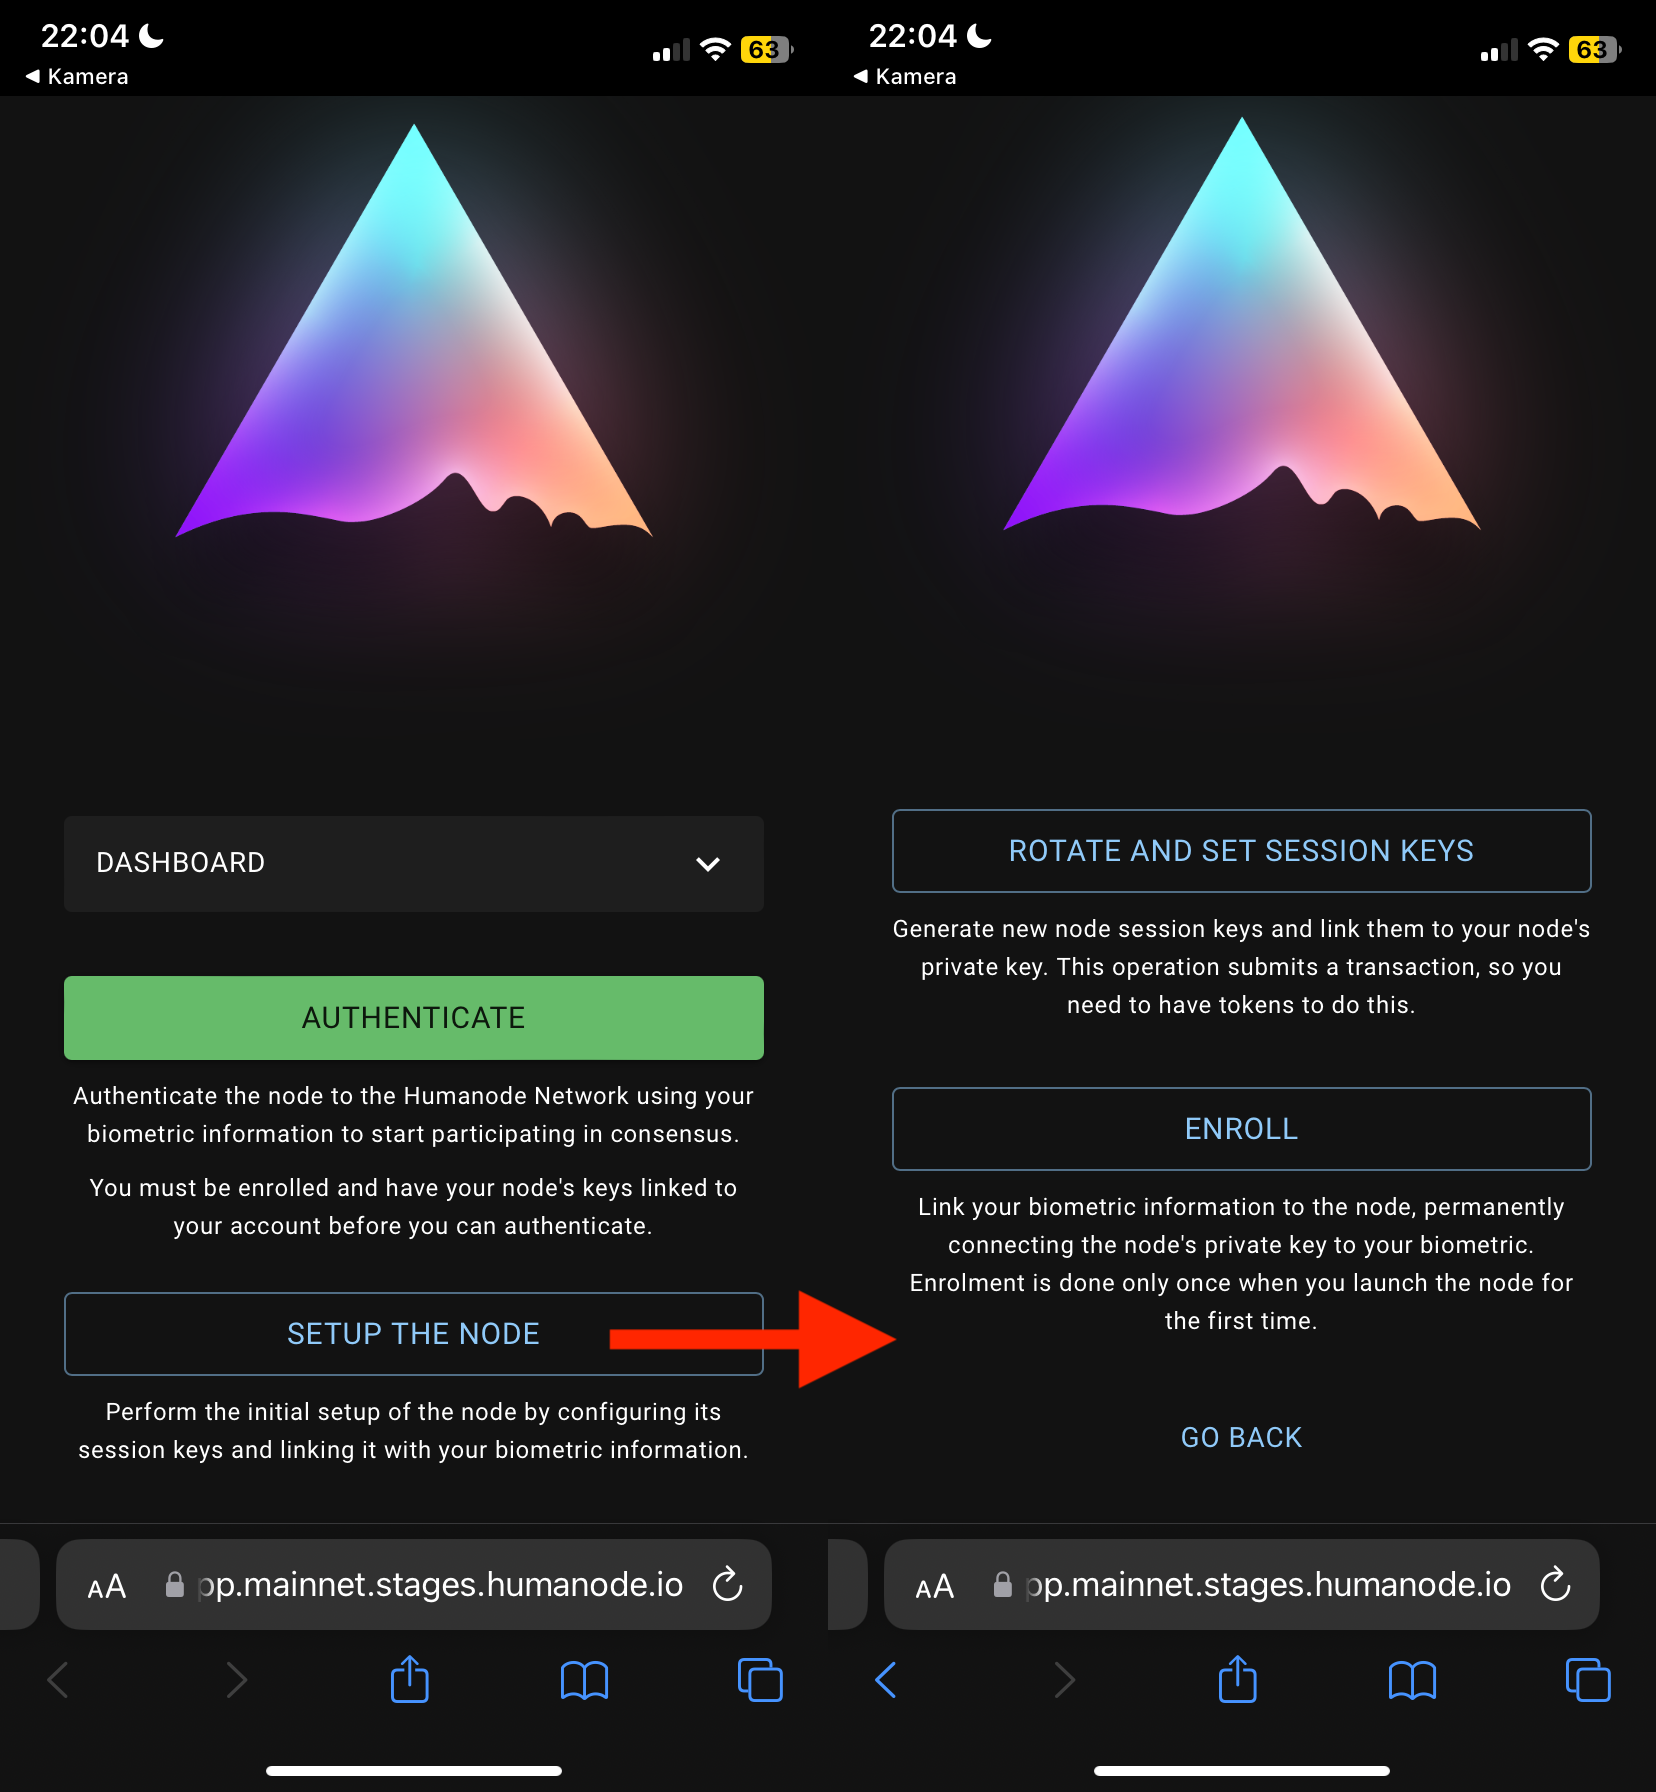 22:04
63
Kamera
DASHBOARD
AUTHENTICATE
Authenticate the node to the Humanode Network using your
biometric information to start participating in consensus.
You must be enrolled and have your node's keys linked to
your account before you can authenticate.
SETUP THE NODE
Perform the initial setup of the node by configuring its
session keys and linking it with your biometric information.
AA
pp.mainnet.stages.humanode.io
22:04
63
Kamera
ROTATE AND SET SESSION KEYS
Generate new node session keys and link them to your node's
private key. This operation submits a transaction, so you
need to have tokens to do this.
ENROLL
Link your biometric information to the node, permanently
connecting the node's private key to your biometric.
Enrolment is done only once when you launch the node for
the first time.
GO BACK
AA
pp.mainnet.stages.humanode.io